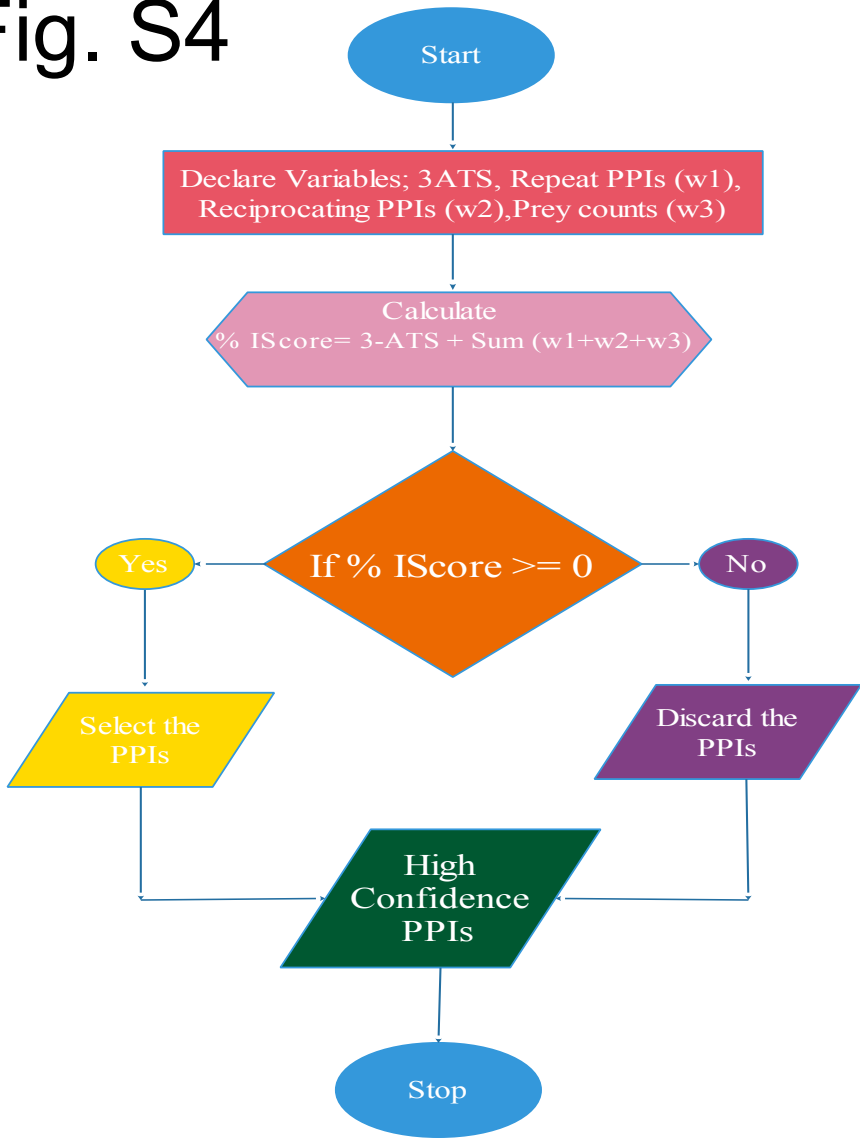 Fig. S4
Start
Declare Variables; 3ATS, Repeat PPIs (w1),
Reciprocating PPIs (w2),Prey counts (w3)
Calculate
% IScore= 3-ATS + Sum (w1+w2+w3)
If % IScore >= 0
Yes
No
Select the
PPIs
Discard the
PPIs
High
Confidence
PPIs
Stop